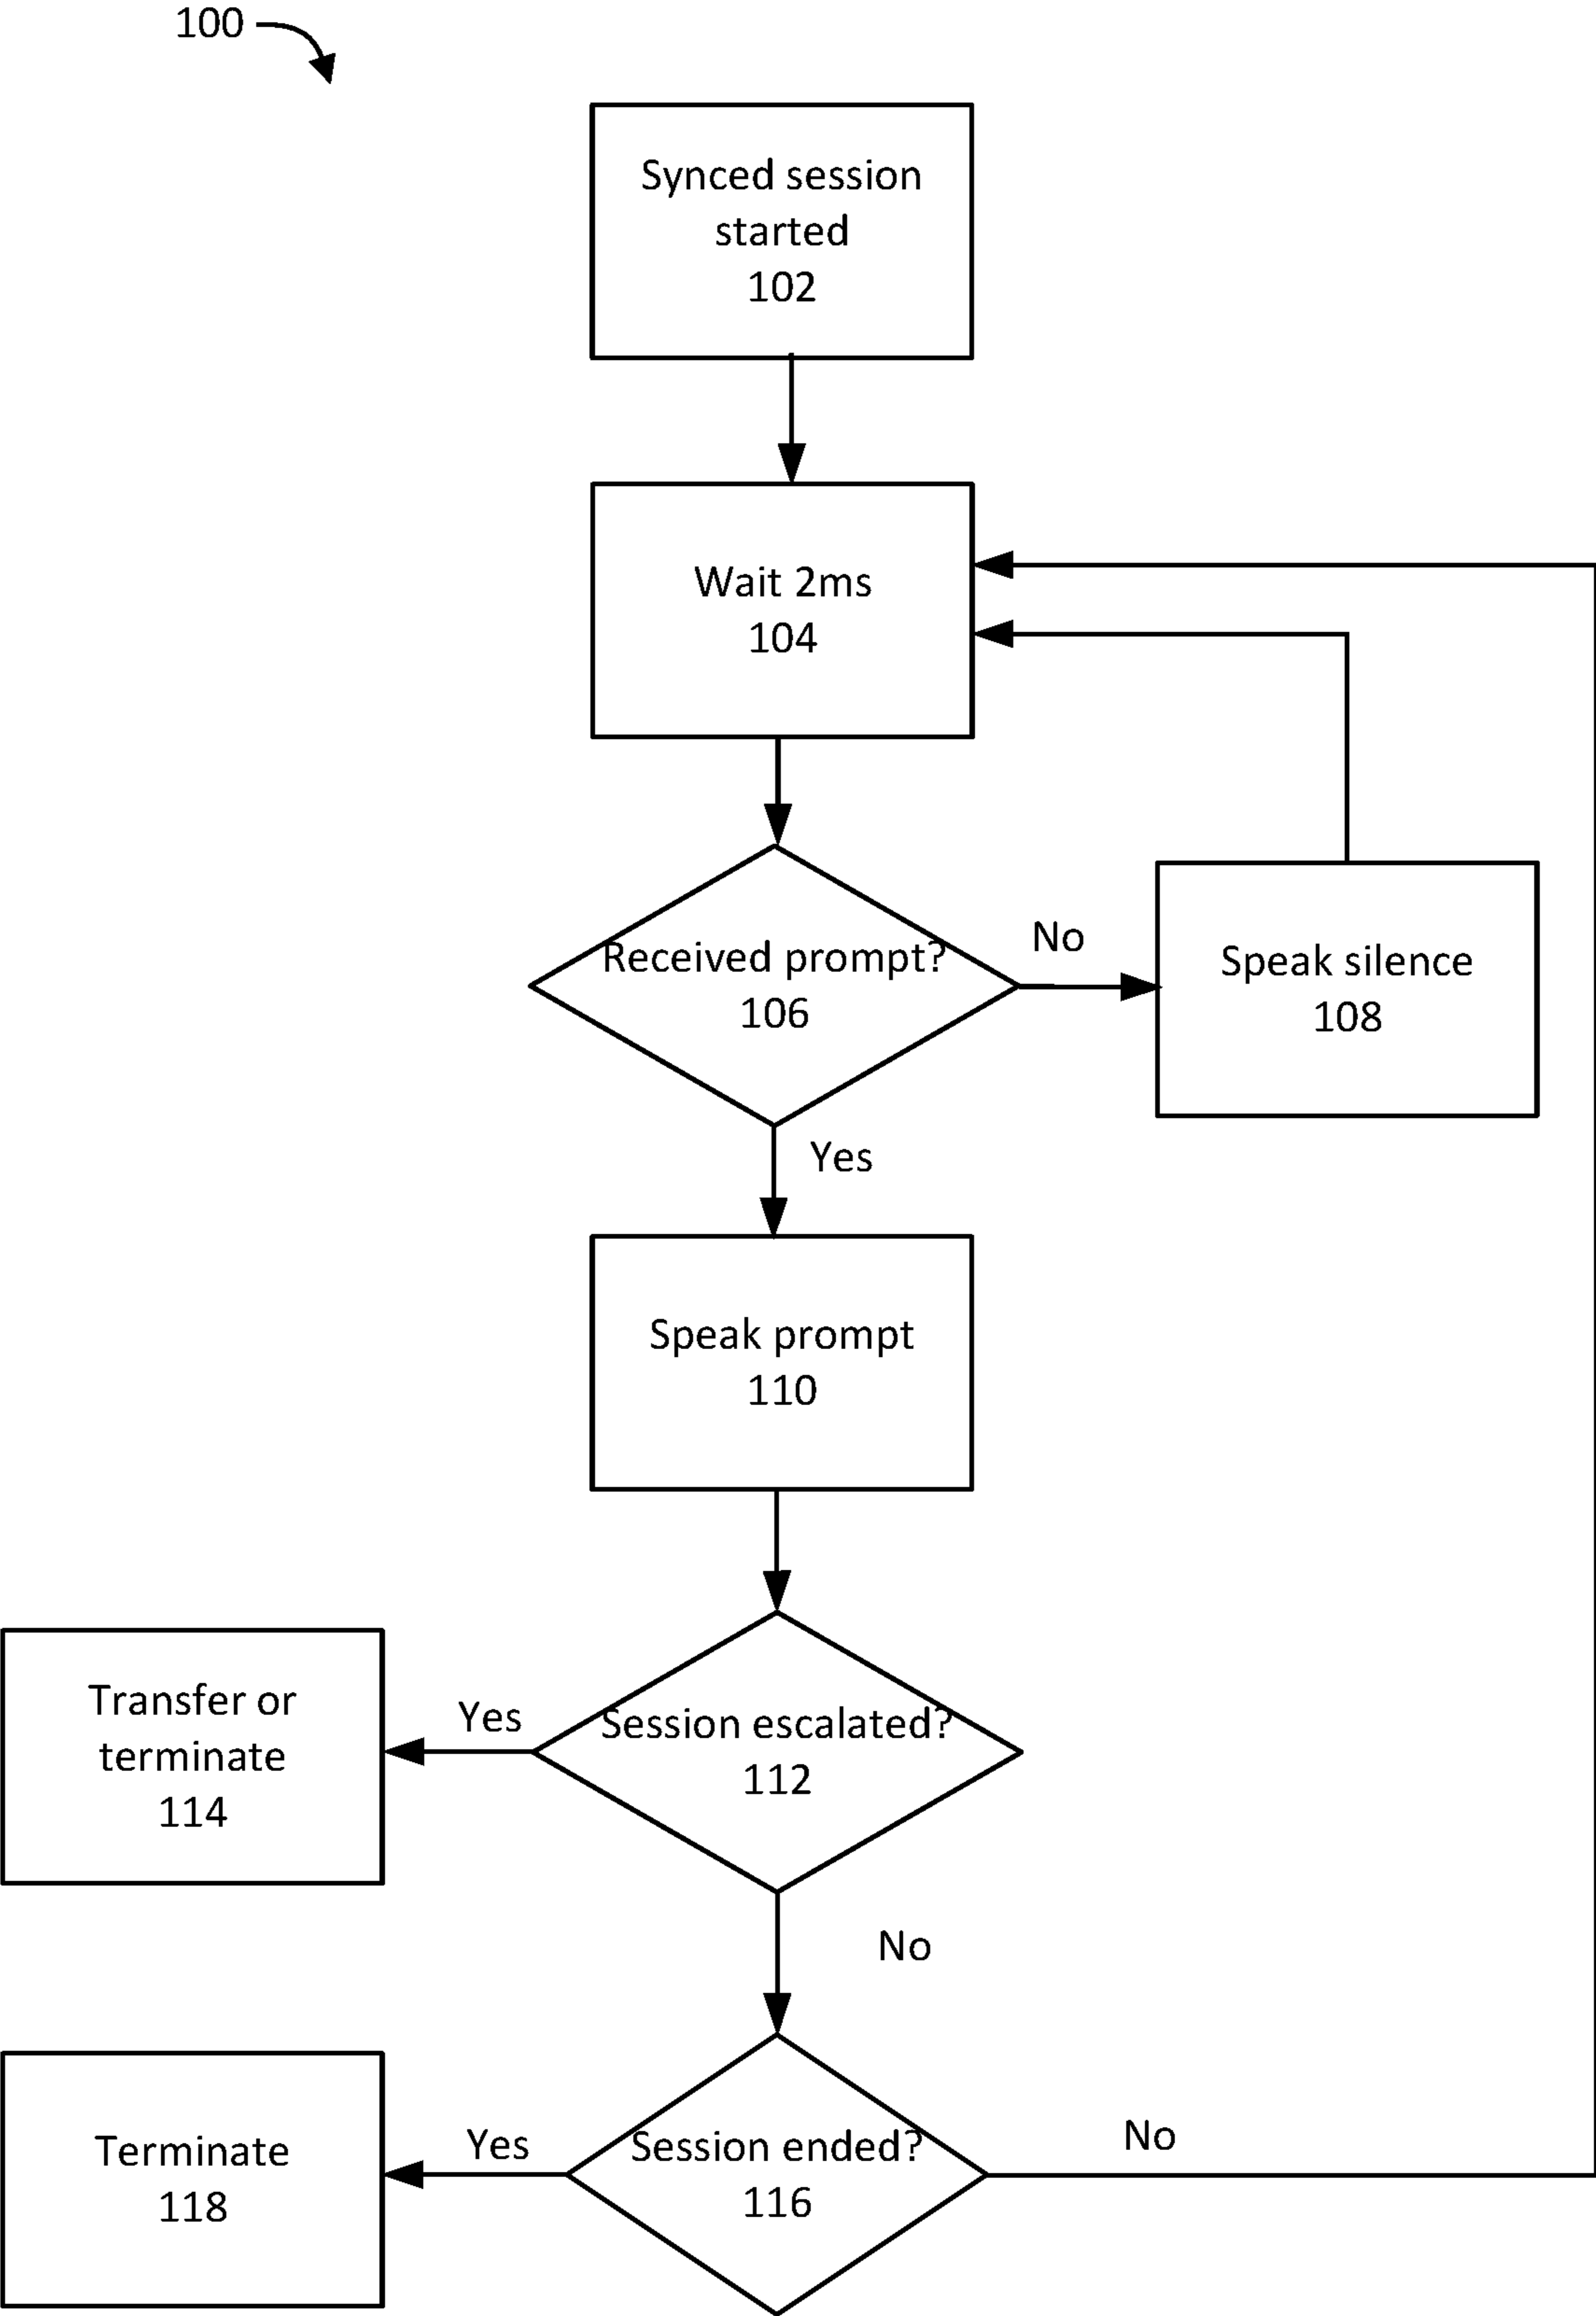 100
Synced session
started
102
Wait 2ms
104
Received prompt?
106
No
Speak silence
108
Yes
Speak prompt
110
Transfer or
terminate
114
Yes
Session escalated?
112
No
Terminate
118
Yes
Session ended?
116
No